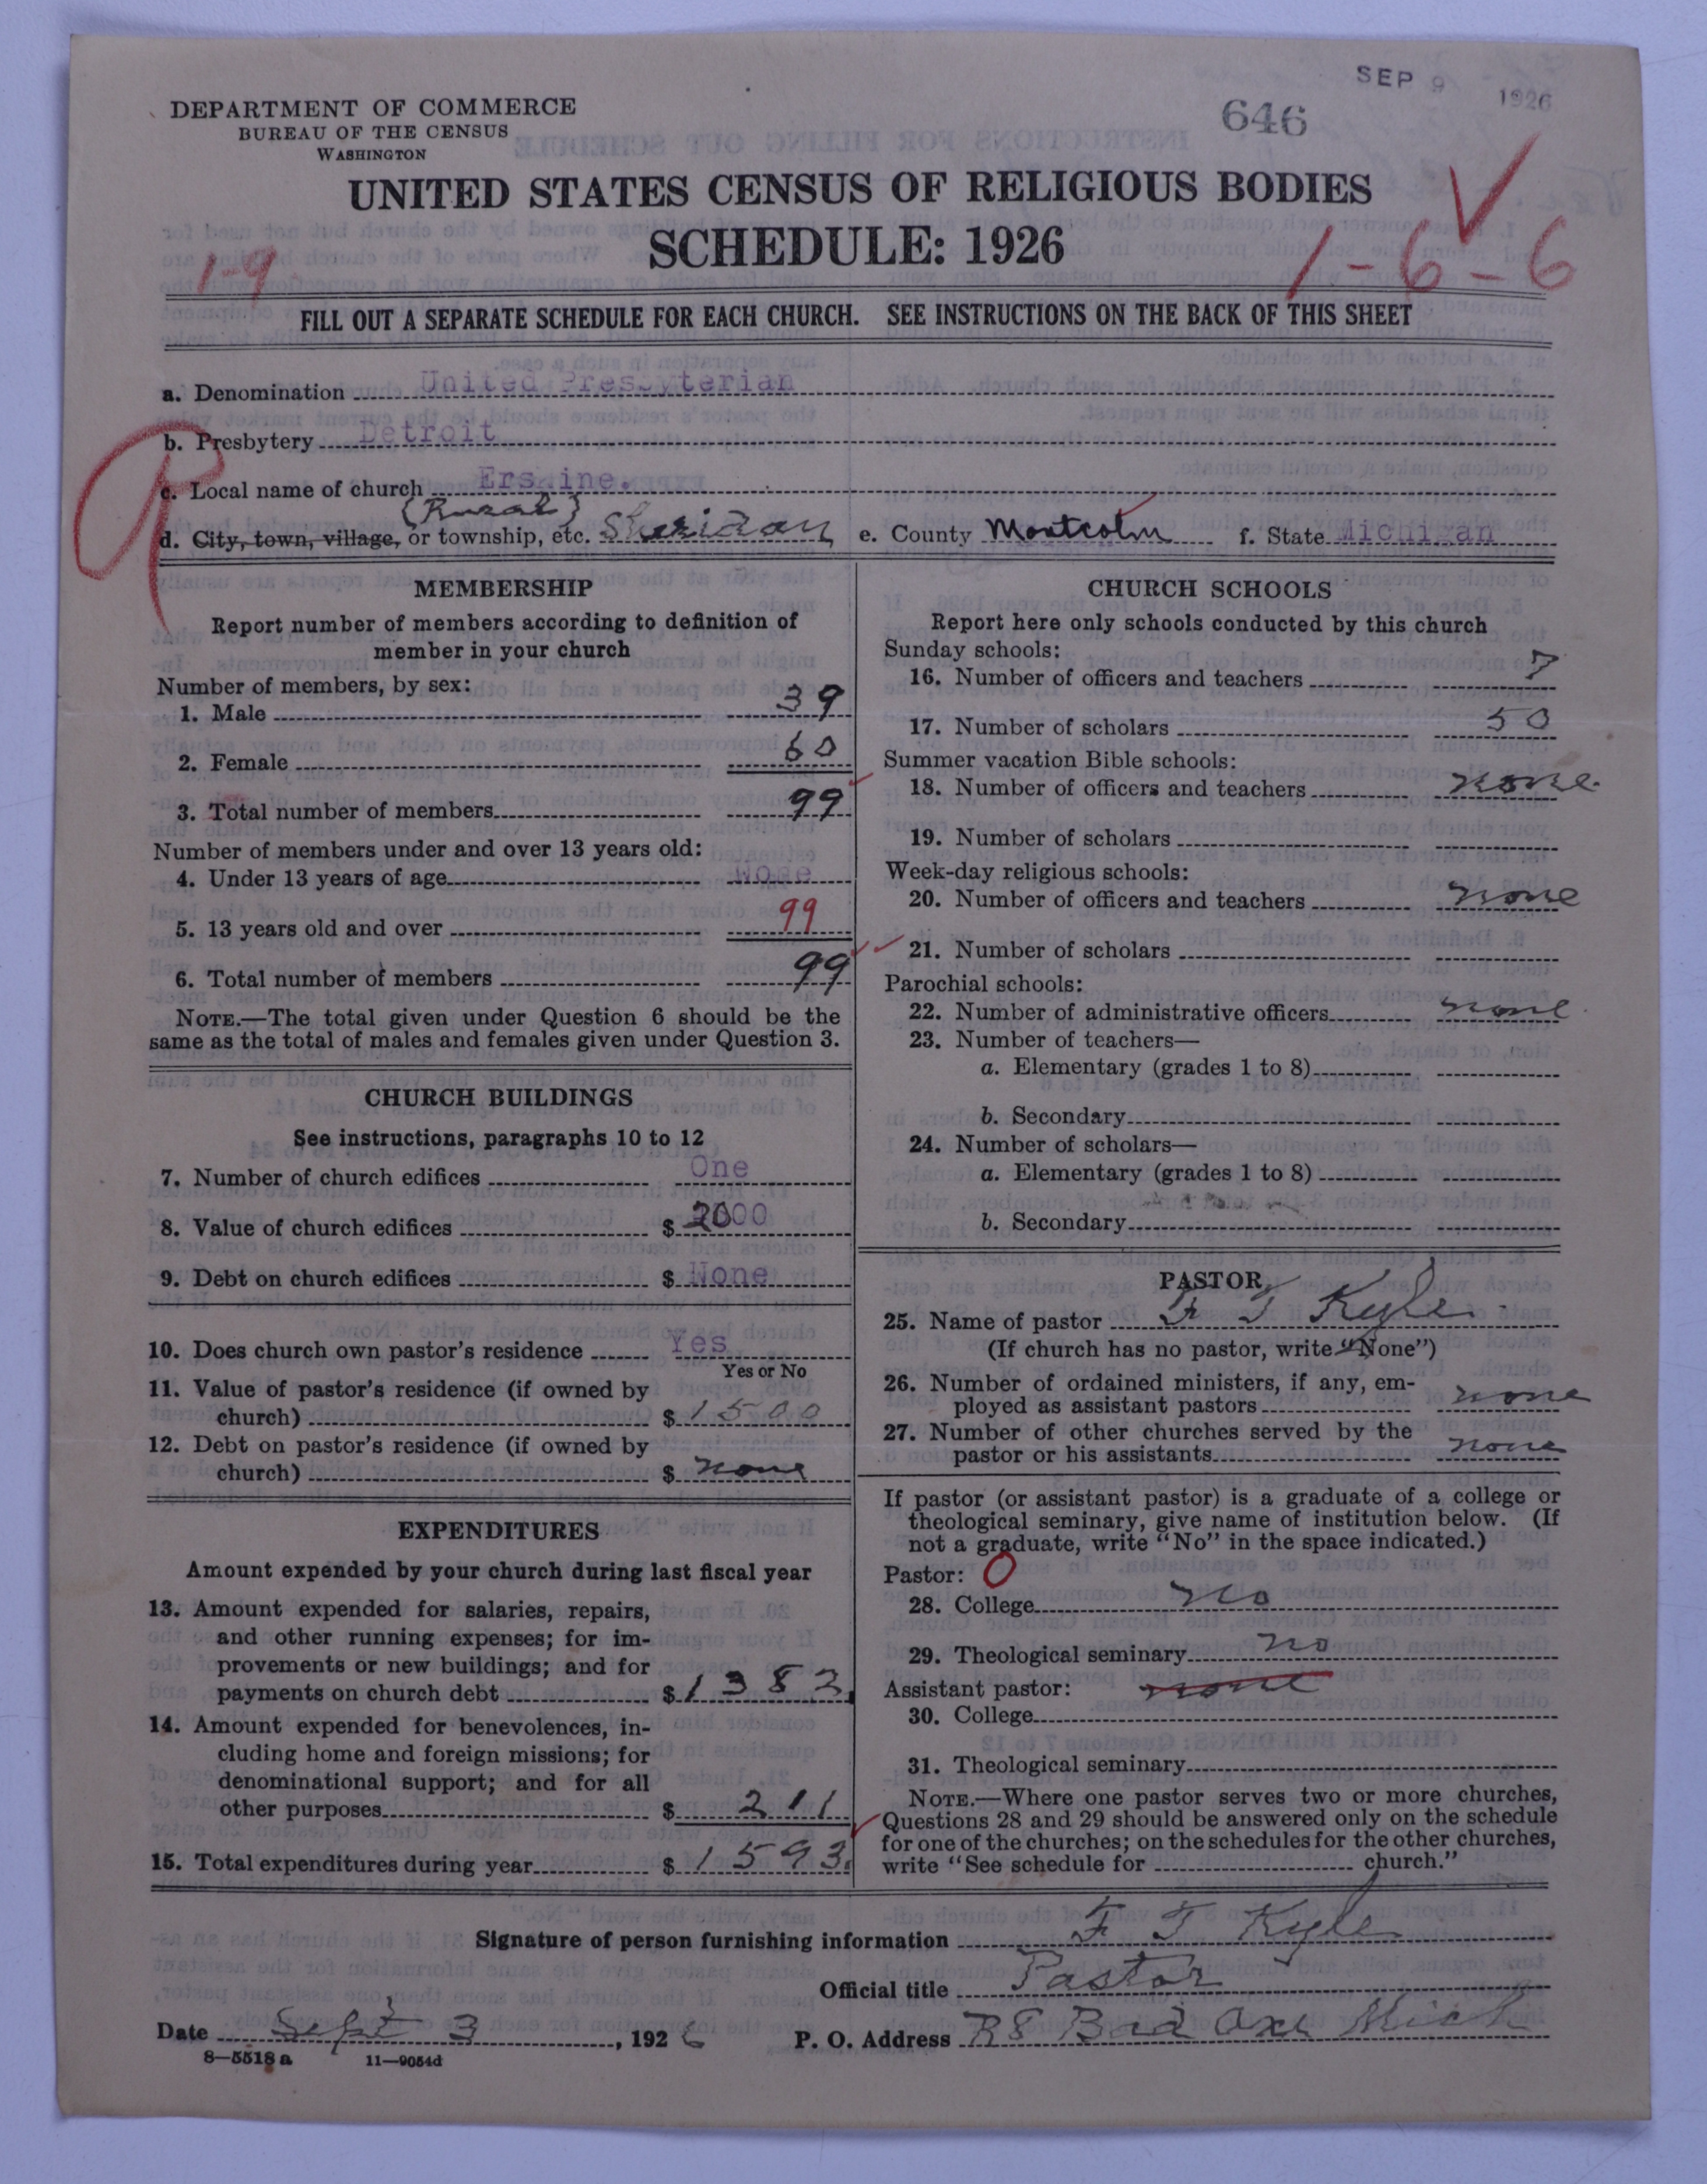 SEP 9 1926
DEPARTMENT OF COMMERCE
646
BUREAU OF THE CENSUS
WASHINGTON
UNITED STATES CENSUS OF RELIGIOUS BODIES
SCHEDULE: 1926
1-9
1-6-6
FILL OUT A SEPARATE SCHEDULE FOR EACH CHURCH. SEE INSTRUCTIONS ON THE BACK OF THIS SHEET
a. Denomination United Presbyterian
b. Presbytery Detroit
R
c. Local name of church Erskine.
{Rural}
d. City, town, village, or township, etc. Sheridan e. County Montcolm f. State Michigan
MEMBERSHIP
Report number of members according to definition of
member in your church
Number of members, by sex:
1. Male 39
2. Female 60
3. Total number of members 99
Number of members under and over 13 years old:
4. Under 13 years of age None
5. 13 years old and over 99
6. Total number of members 99
NOTE.—The total given under Question 6 should be the
same as the total of males and females given under Question 3.
CHURCH BUILDINGS
See instructions, paragraphs 10 to 12
7. Number of church edifices One
8. Value of church edifices $ 2000
9. Debt on church edifices $ None
10. Does church own pastor's residence Yes
Yes or No
11. Value of pastor's residence (if owned by
church) $ 1500
12. Debt on pastor's residence (if owned by
church) $ none
EXPENDITURES
Amount expended by your church during last fiscal year
13. Amount expended for salaries, repairs,
and other running expenses; for im-
provements or new buildings; and for
payments on church debt $ 1382.
14. Amount expended for benevolences, in-
cluding home and foreign missions; for
denominational support; and for all
other purposes $ 211
15. Total expenditures during year $ 1593.
CHURCH SCHOOLS
Report here only schools conducted by this church
Sunday schools:
16. Number of officers and teachers 7
17. Number of scholars 50
Summer vacation Bible schools:
18. Number of officers and teachers none.
19. Number of scholars
Week-day religious schools:
20. Number of officers and teachers none
21. Number of scholars
Parochial schools:
22. Number of administrative officers none
23. Number of teachers—
a. Elementary (grades 1 to 8)
b. Secondary
24. Number of scholars—
a. Elementary (grades 1 to 8)
b. Secondary
PASTOR
25. Name of pastor F T Kyle
(If church has no pastor, write "None")
26. Number of ordained ministers, if any, em-
ployed as assistant pastors none
27. Number of other churches served by the
pastor or his assistants none
If pastor (or assistant pastor) is a graduate of a college or
theological seminary, give name of institution below. (If
not a graduate, write "No" in the space indicated.)
Pastor: O
28. College no
29. Theological seminary no
Assistant pastor: none
30. College
31. Theological seminary
NOTE.—Where one pastor serves two or more churches,
Questions 28 and 29 should be answered only on the schedule
for one of the churches; on the schedules for the other churches,
write "See schedule for church."
Signature of person furnishing information F T Kyle
Official title Pastor
Date Sept 3, 1926 P. O. Address R8 Bad Axe Mich
8—5518 a 11—9054d